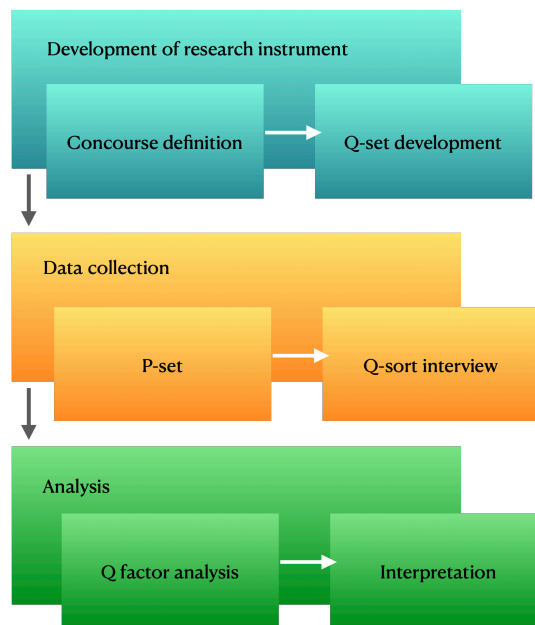 Development of research instrument
Concourse definition
Q-set development
Data collection
P-set
Q-sort interview
Analysis
Q factor analysis
Interpretation